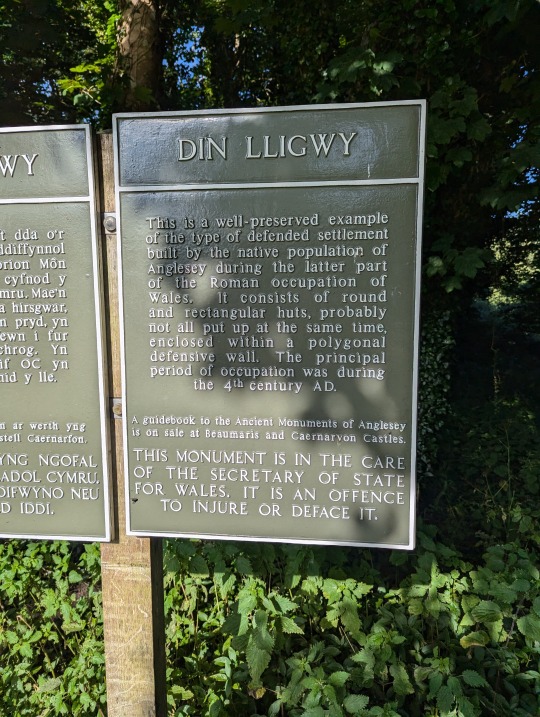 WY
t dda o'r
ddiffynnol
orion Môn
cyfnod y
mru. Mae'n
a hirsgwar,
n pryd, yn
ewn i fur
chrog. Yn
if OC yn
nid y lle.
n ar werth yng
stell Caernarfon.
YNG NGOFAL
ADOL CYMRU.
DIFWYNO NEU
D IDDI.
DIN LLIGWY
This is a well-preserved example
of the type of defended settlement
built by the native population of
Anglesey during the latter part
of the Roman occupation of
Wales. It consists of round
and rectangular huts, probably
not all put up at the same time,
enclosed within a polygonal
defensive wall. The principal
period of occupation was during
the 4th century AD.
A guidebook to the Ancient Monuments of Anglesey
is on sale at Beaumaris and Caernarvon Castles.
THIS MONUMENT IS IN THE CARE
OF THE SECRETARY OF STATE
FOR WALES. IT IS AN OFFENCE
TO INJURE OR DEFACE IT.